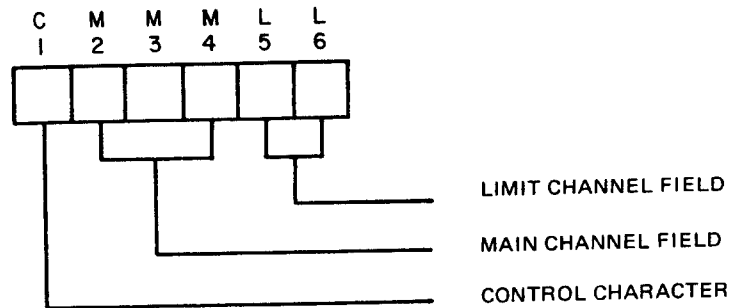 C M M M L L
1 2 3 4 5 6
LIMIT CHANNEL FIELD
MAIN CHANNEL FIELD
CONTROL CHARACTER